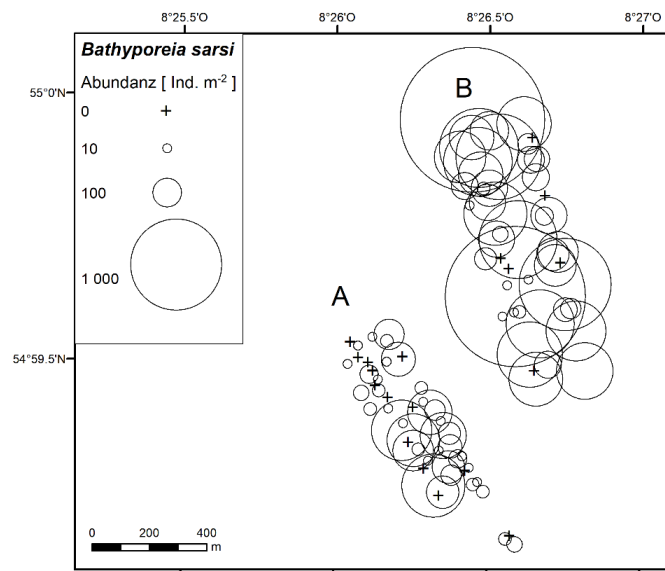 8°25.5'O 8°26'O 8°26.5'O 8°27'O
Bathyporeia sarsi
Abundanz [ Ind. m-2 ]
0
10
100
1 000
B
A
55°0'N
54°59.5'N
0 200 400
m